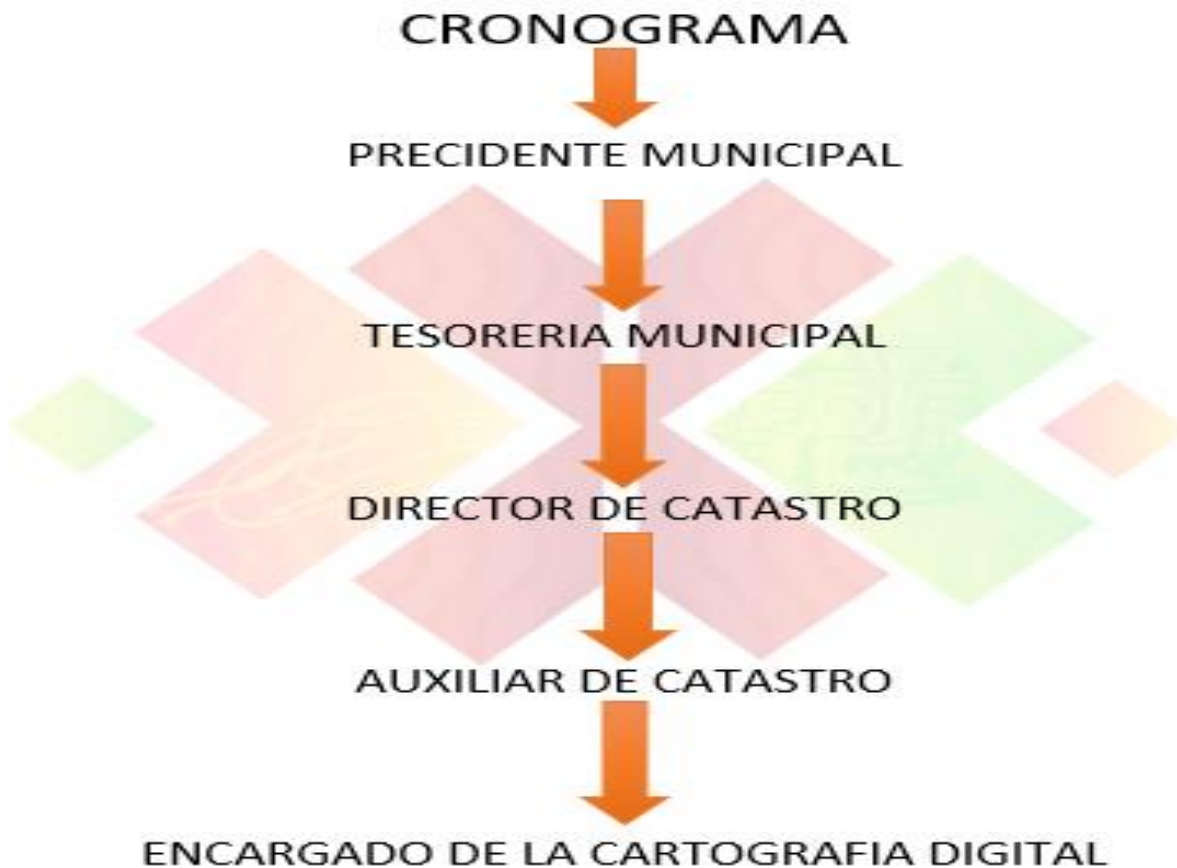 CRONOGRAMA
PRECIDENTE MUNICIPAL
TESORERIA MUNICIPAL
DIRECTOR DE CATASTRO
AUXILIAR DE CATASTRO
ENCARGADO DE LA CARTOGRAFIA DIGITAL